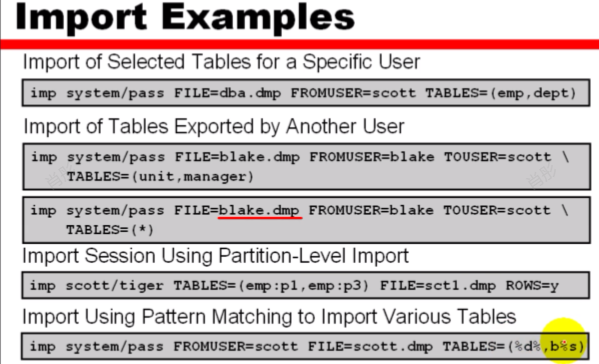 Import Examples
Import of Selected Tables for a Specific User
imp system/pass FILE=dba.dmp FROMUSER=scott TABLES=(emp,dept)
Import of Tables Exported by Another User
imp system/pass FILE=blake.dmp FROMUSER=blake TOUSER=scott \
TABLES=(unit,manager)
imp system/pass FILE=blake.dmp FROMUSER=blake TOUSER=scott \
TABLES=(*)
Import Session Using Partition-Level Import
imp scott/tiger TABLES=(emp:p1,emp:p3) FILE=sct1.dmp ROWS=y
Import Using Pattern Matching to Import Various Tables
imp system/pass FROMUSER=scott FILE=scott.dmp TABLES=(%d%,b%s)